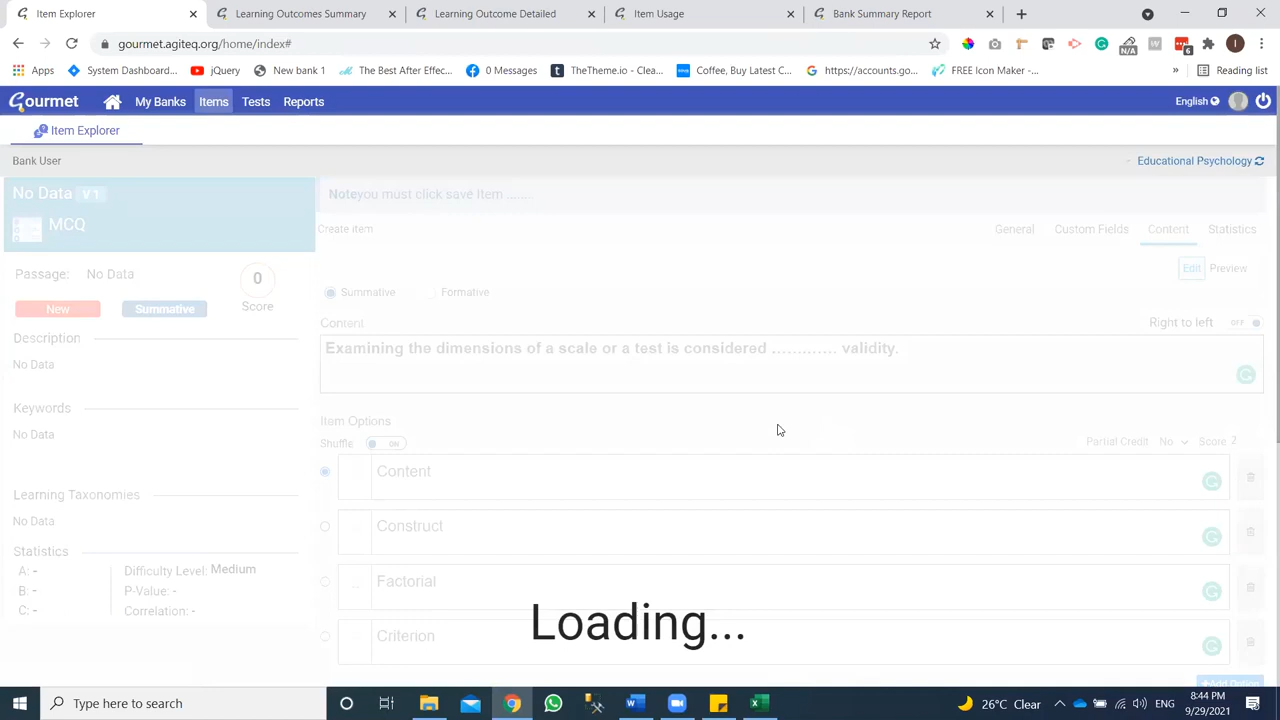 Item Explorer
Learning Outcomes Summary
Learning Outcome Detailed
Item Usage
Bank Summary Report
gourmet.agiteq.org/home/index#
6
I
Apps
System Dashboard...
jQuery
New bank 1
The Best After Effec...
0 Messages
TheTheme.io - Clea...
Coffee, Buy Latest C...
https://accounts.go...
FREE Icon Maker -...
»
Reading list
Gourmet
My Banks
Items
Tests
Reports
English
Item Explorer
Bank User
Educational Psychology
No Data V 1
MCQ
Noteyou must click save Item .......
Create item
General
Custom Fields
Content
Statistics
Passage: No Data
0
Score
Edit
Preview
New
Summative
Summative
Formative
Description
No Data
Content
Right to left
OFF
Examining the dimensions of a scale or a test is considered ............. validity.
Keywords
No Data
Item Options
Shuffle
ON
Partial Credit No
Score 2
Content
Learning Taxonomies
No Data
Construct
Statistics
A: -
B: -
C: -
Difficulty Level: Medium
P-Value: -
Correlation: -
Factorial
Criterion
Loading...
+Add Option
Type here to search
26°C Clear
ENG
8:44 PM
9/29/2021